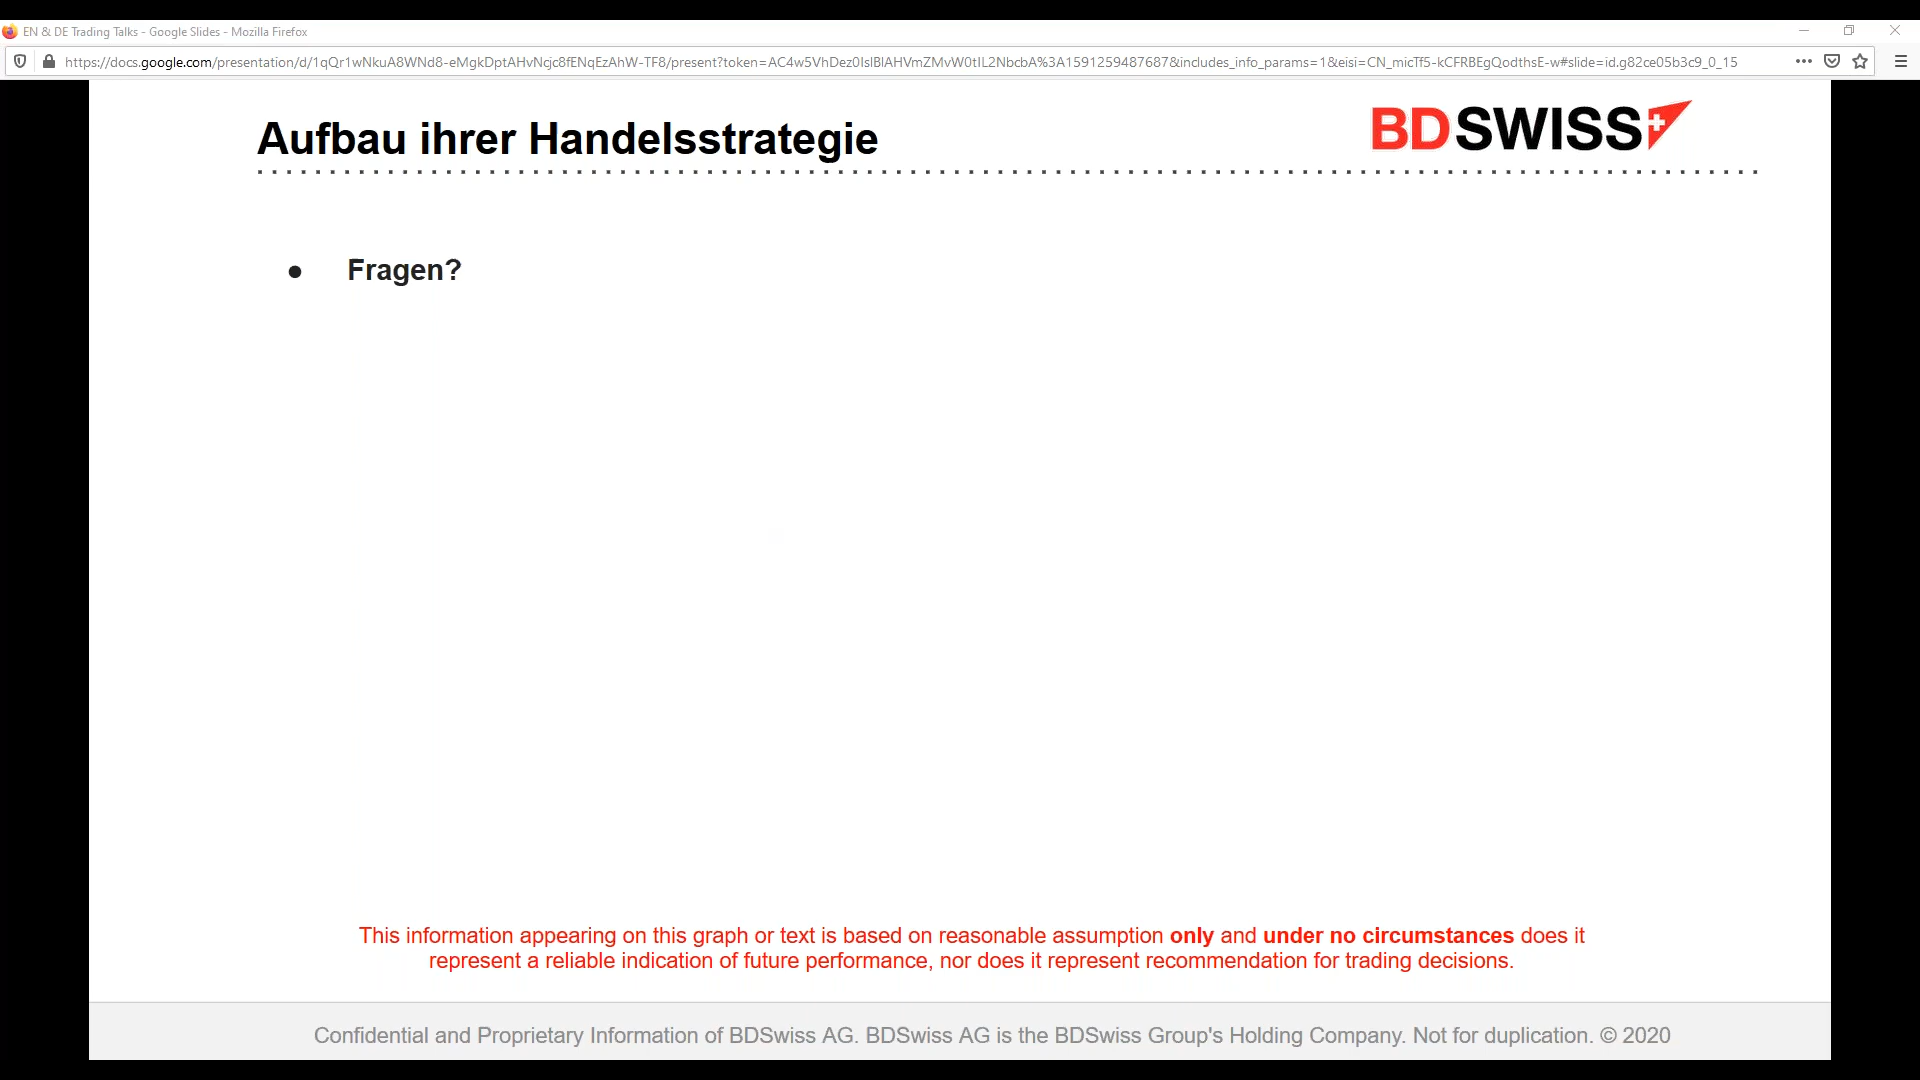 EN & DE Trading Talks - Google Slides - Mozilla Firefox
https://docs.google.com/presentation/d/1qQr1wNkuA8WNd8-eMgkDptAHvNcjc8fENqEzAhW-TF8/present?token=AC4w5VhDez0IsIBlAHVmZMvW0tIL2NbcbA%3A1591259487687&includes_info_params=1&eisi=CN_micTf5-kCFRBEgQodthsE-w#slide=id.g82ce05b3c9_0_15
Aufbau ihrer Handelsstrategie
BDSWISS
● Fragen?
This information appearing on this graph or text is based on reasonable assumption only and under no circumstances does it
represent a reliable indication of future performance, nor does it represent recommendation for trading decisions.
Confidential and Proprietary Information of BDSwiss AG. BDSwiss AG is the BDSwiss Group's Holding Company. Not for duplication. © 2020